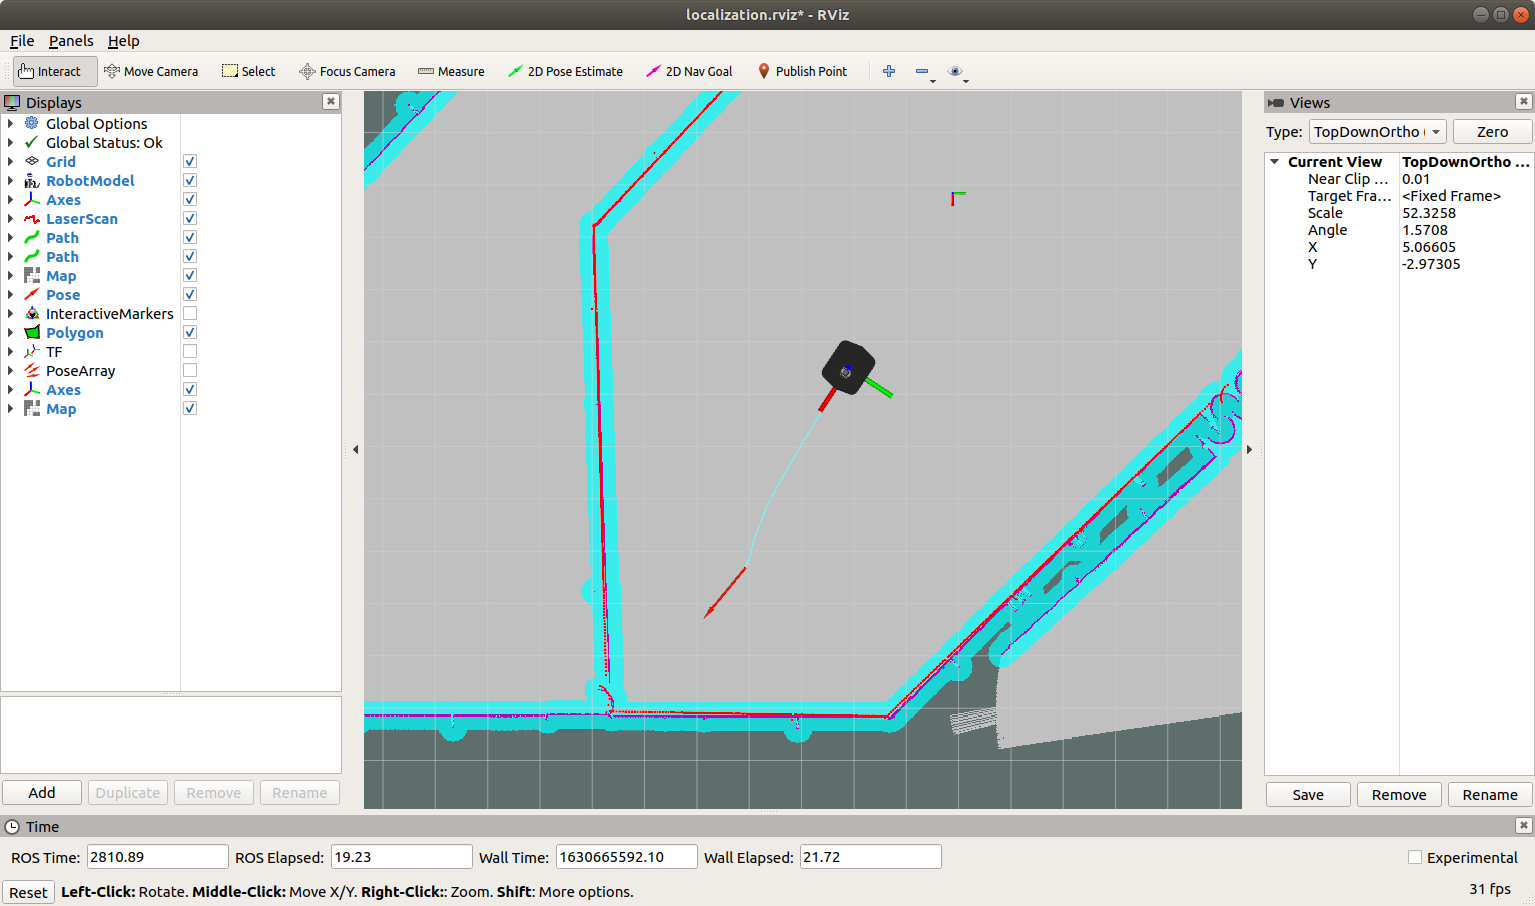 localization.rviz* - RViz
File Panels Help
Interact Move Camera Select Focus Camera Measure 2D Pose Estimate 2D Nav Goal Publish Point
Displays
Global Options
Global Status: Ok
Grid
RobotModel
Axes
LaserScan
Path
Path
Map
Pose
InteractiveMarkers
Polygon
TF
PoseArray
Axes
Map
Add Duplicate Remove Rename
Views
Type: TopDownOrtho ( Zero
Current View TopDownOrtho ...
Near Clip ... 0.01
Target Fra... <Fixed Frame>
Scale 52.3258
Angle 1.5708
X 5.06605
Y -2.97305
Save Remove Rename
Time
ROS Time: 2810.89 ROS Elapsed: 19.23 Wall Time: 1630665592.10 Wall Elapsed: 21.72 Experimental
Reset Left-Click: Rotate. Middle-Click: Move X/Y. Right-Click:: Zoom. Shift: More options. 31 fps